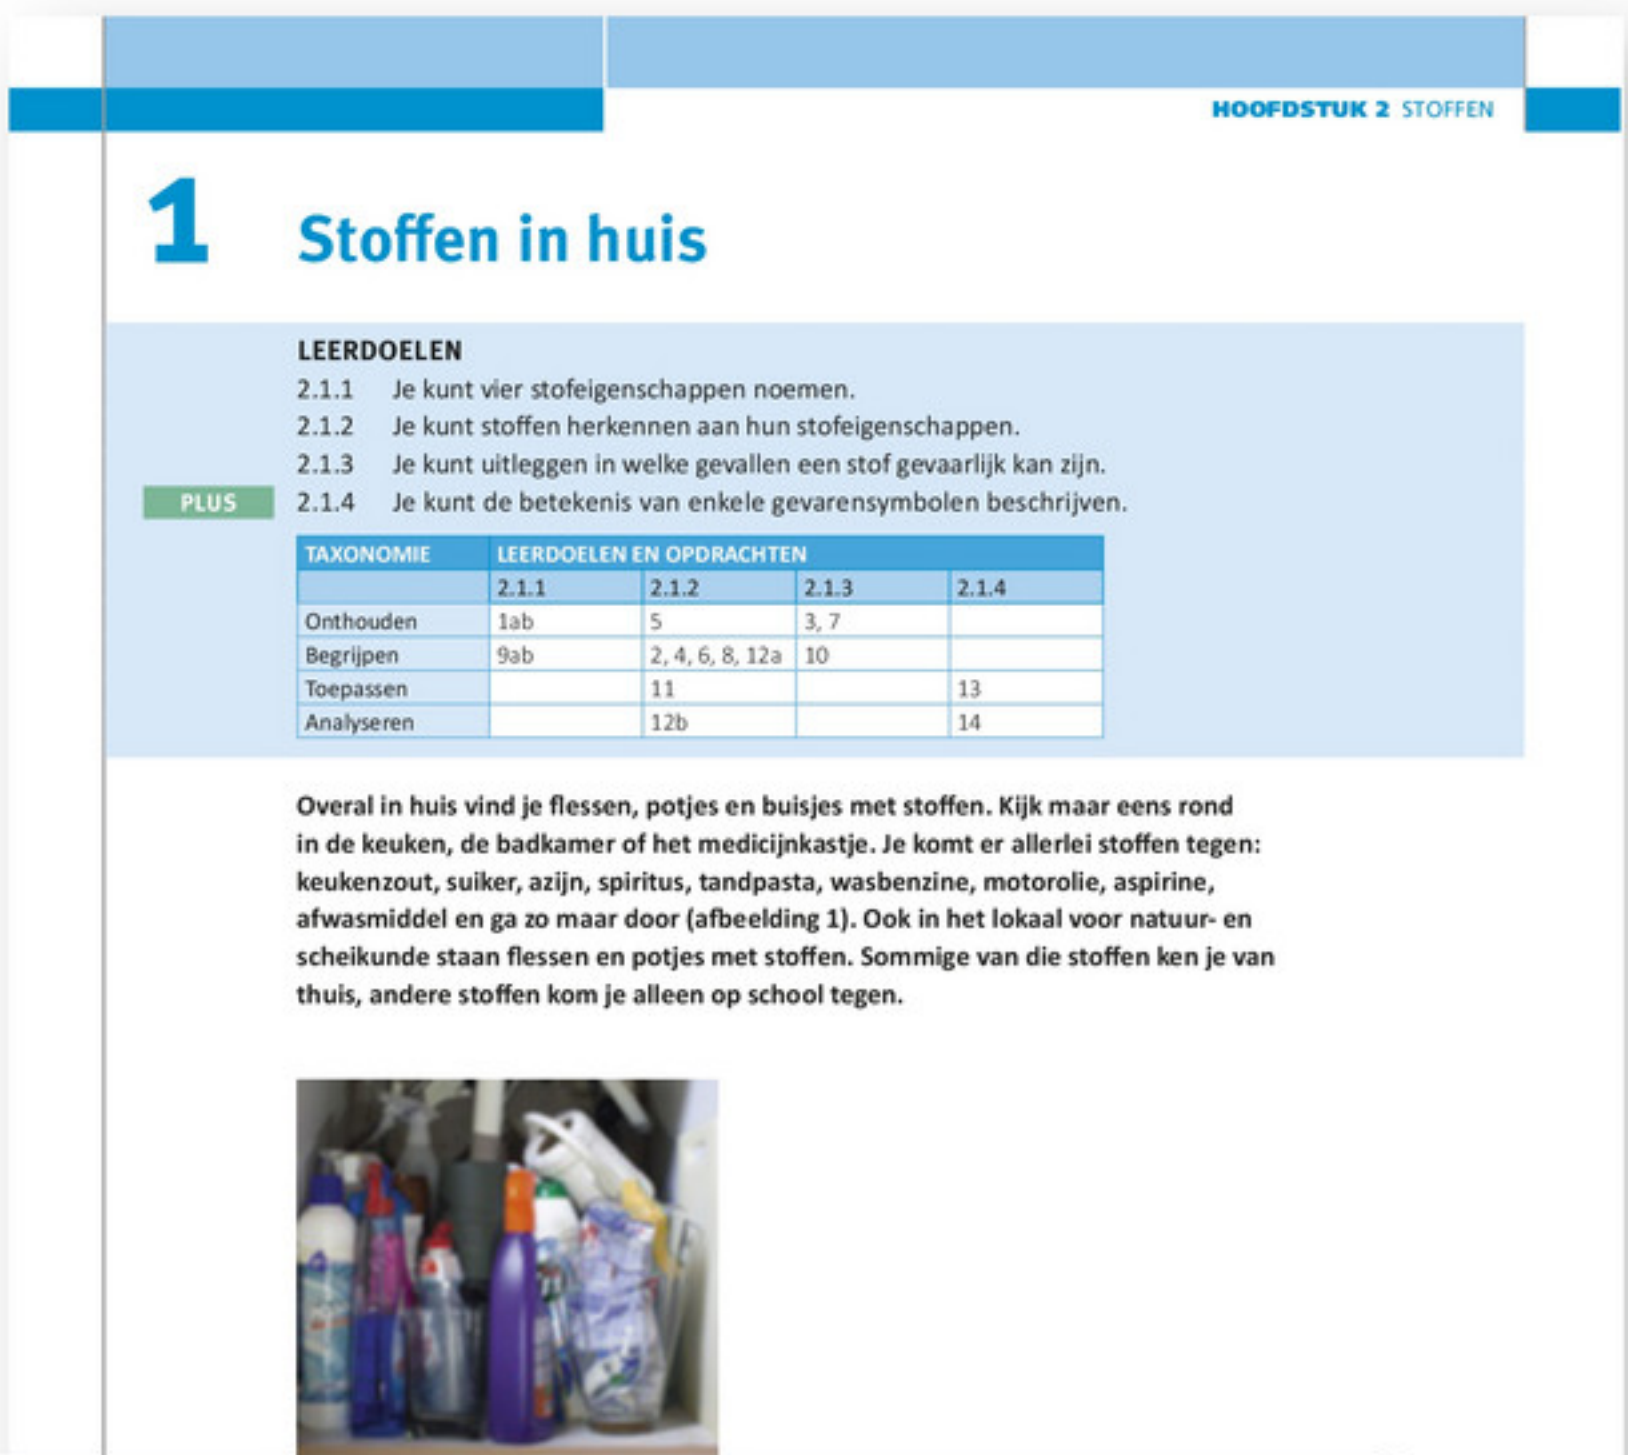 HOOFDSTUK 2 STOFFEN
1 Stoffen in huis
LEERDOELEN
2.1.1 Je kunt vier stofeigenschappen noemen.
2.1.2 Je kunt stoffen herkennen aan hun stofeigenschappen.
2.1.3 Je kunt uitleggen in welke gevallen een stof gevaarlijk kan zijn.
PLUS 2.1.4 Je kunt de betekenis van enkele gevarensymbolen beschrijven.
TAXONOMIE LEERDOELEN EN OPDRACHTEN
2.1.1 2.1.2 2.1.3 2.1.4
Onthouden 1ab 5 3, 7
Begrijpen 9ab 2, 4, 6, 8, 12a 10
Toepassen 11 13
Analyseren 12b 14
Overal in huis vind je flessen, potjes en buisjes met stoffen. Kijk maar eens rond
in de keuken, de badkamer of het medicijnkastje. Je komt er allerlei stoffen tegen:
keukenzout, suiker, azijn, spiritus, tandpasta, wasbenzine, motorolie, aspirine,
afwasmiddel en ga zo maar door (afbeelding 1). Ook in het lokaal voor natuur- en
scheikunde staan flessen en potjes met stoffen. Sommige van die stoffen ken je van
thuis, andere stoffen kom je alleen op school tegen.